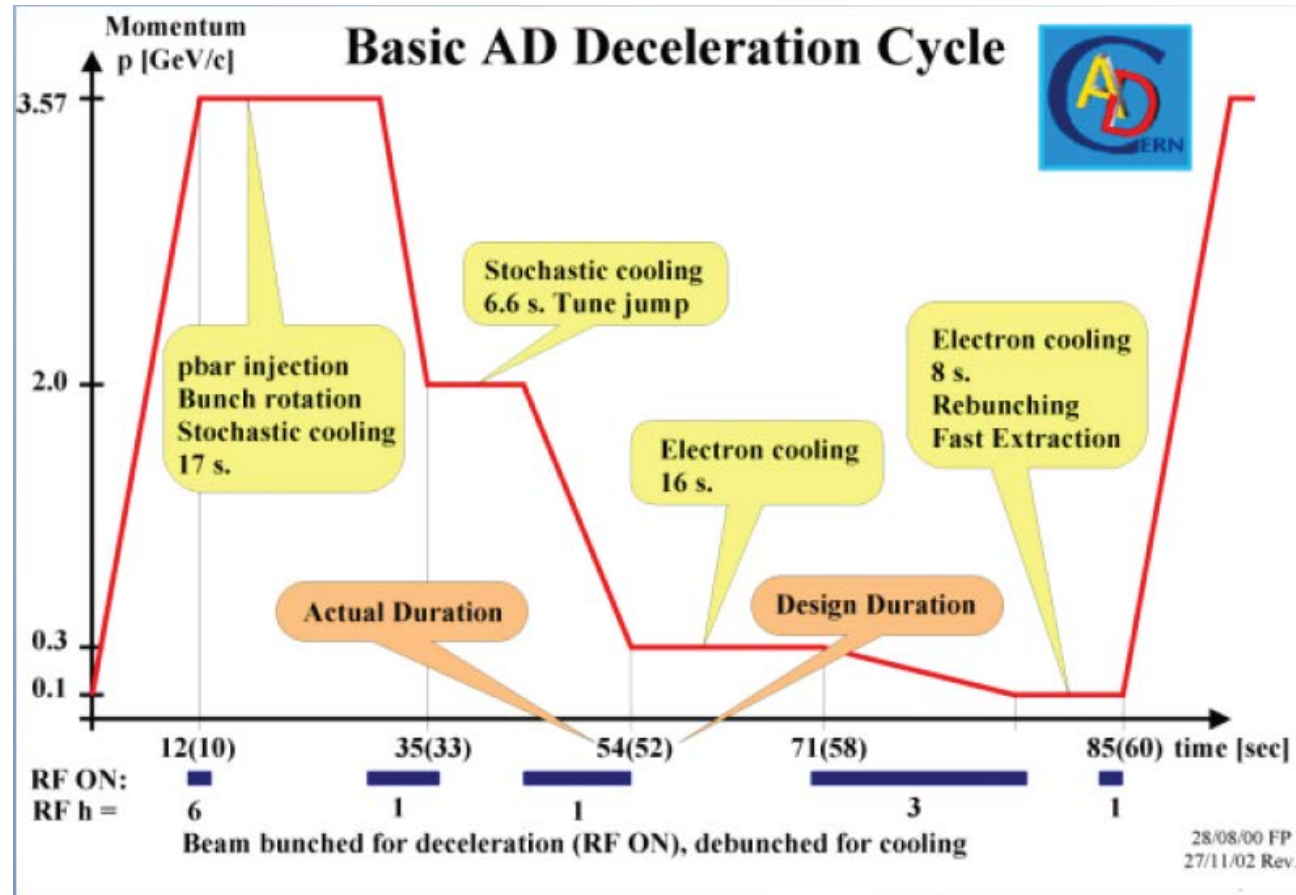 Basic AD Deceleration Cycle
Momentum
p [GeV/c]
AD
CERN
3.57
2.0
0.3
0.1
pbar injection
Bunch rotation
Stochastic cooling
17 s.
Stochastic cooling
6.6 s. Tune jump
Electron cooling
16 s.
Electron cooling
8 s.
Rebunching
Fast Extraction
Actual Duration
Design Duration
12(10) 35(33) 54(52) 71(58) 85(60) time [sec]
RF ON:
RF h = 6 1 1 3 1
Beam bunched for deceleration (RF ON), debunched for cooling
28/08/00 FP
27/11/02 Rev.